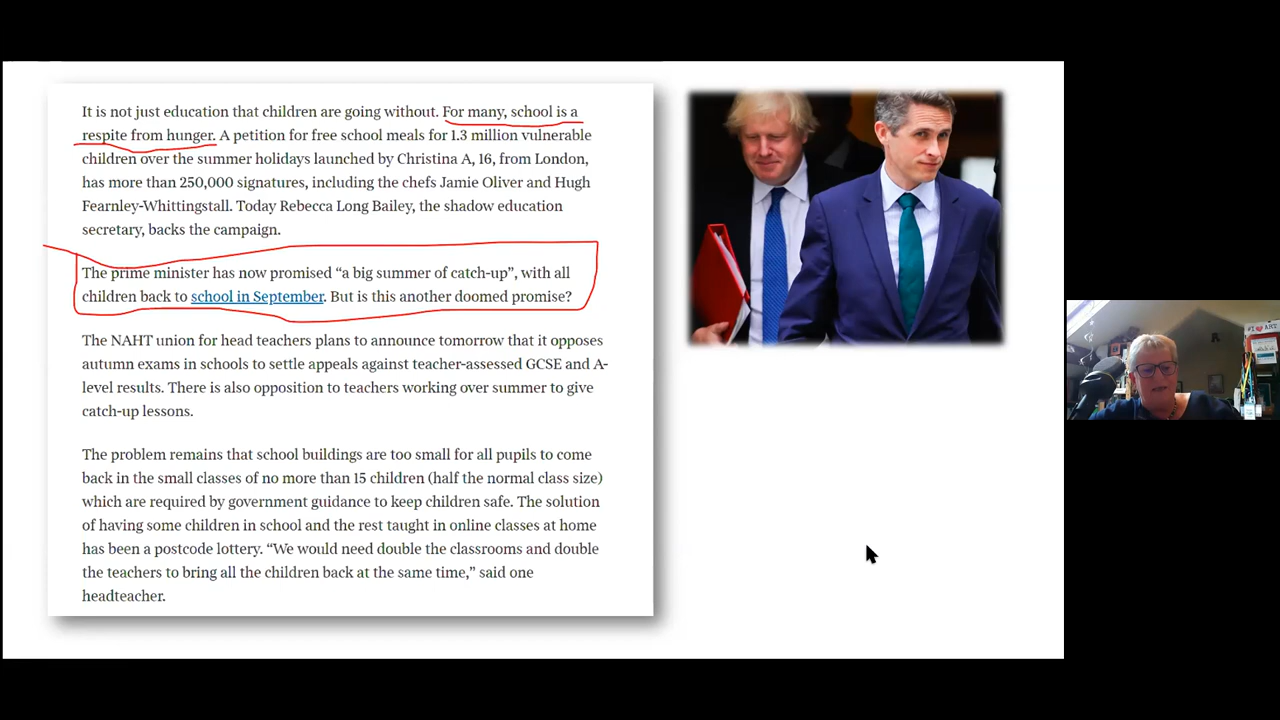 It is not just education that children are going without. For many, school is a
respite from hunger. A petition for free school meals for 1.3 million vulnerable
children over the summer holidays launched by Christina A, 16, from London,
has more than 250,000 signatures, including the chefs Jamie Oliver and Hugh
Fearnley-Whittingstall. Today Rebecca Long Bailey, the shadow education
secretary, backs the campaign.
The prime minister has now promised “a big summer of catch-up”, with all
children back to school in September. But is this another doomed promise?
The NAHT union for head teachers plans to announce tomorrow that it opposes
autumn exams in schools to settle appeals against teacher-assessed GCSE and A-
level results. There is also opposition to teachers working over summer to give
catch-up lessons.
The problem remains that school buildings are too small for all pupils to come
back in the small classes of no more than 15 children (half the normal class size)
which are required by government guidance to keep children safe. The solution
of having some children in school and the rest taught in online classes at home
has been a postcode lottery. “We would need double the classrooms and double
the teachers to bring all the children back at the same time,” said one
headteacher.